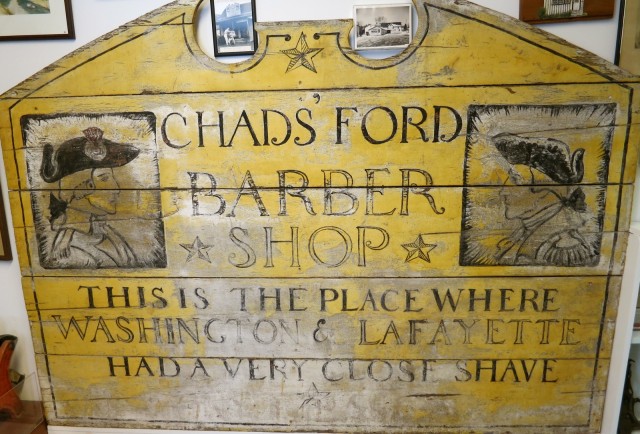 CHADS' FORD
BARBER
SHOP
THIS IS THE PLACE WHERE
WASHINGTON & LAFAYETTE
HAD A VERY CLOSE SHAVE